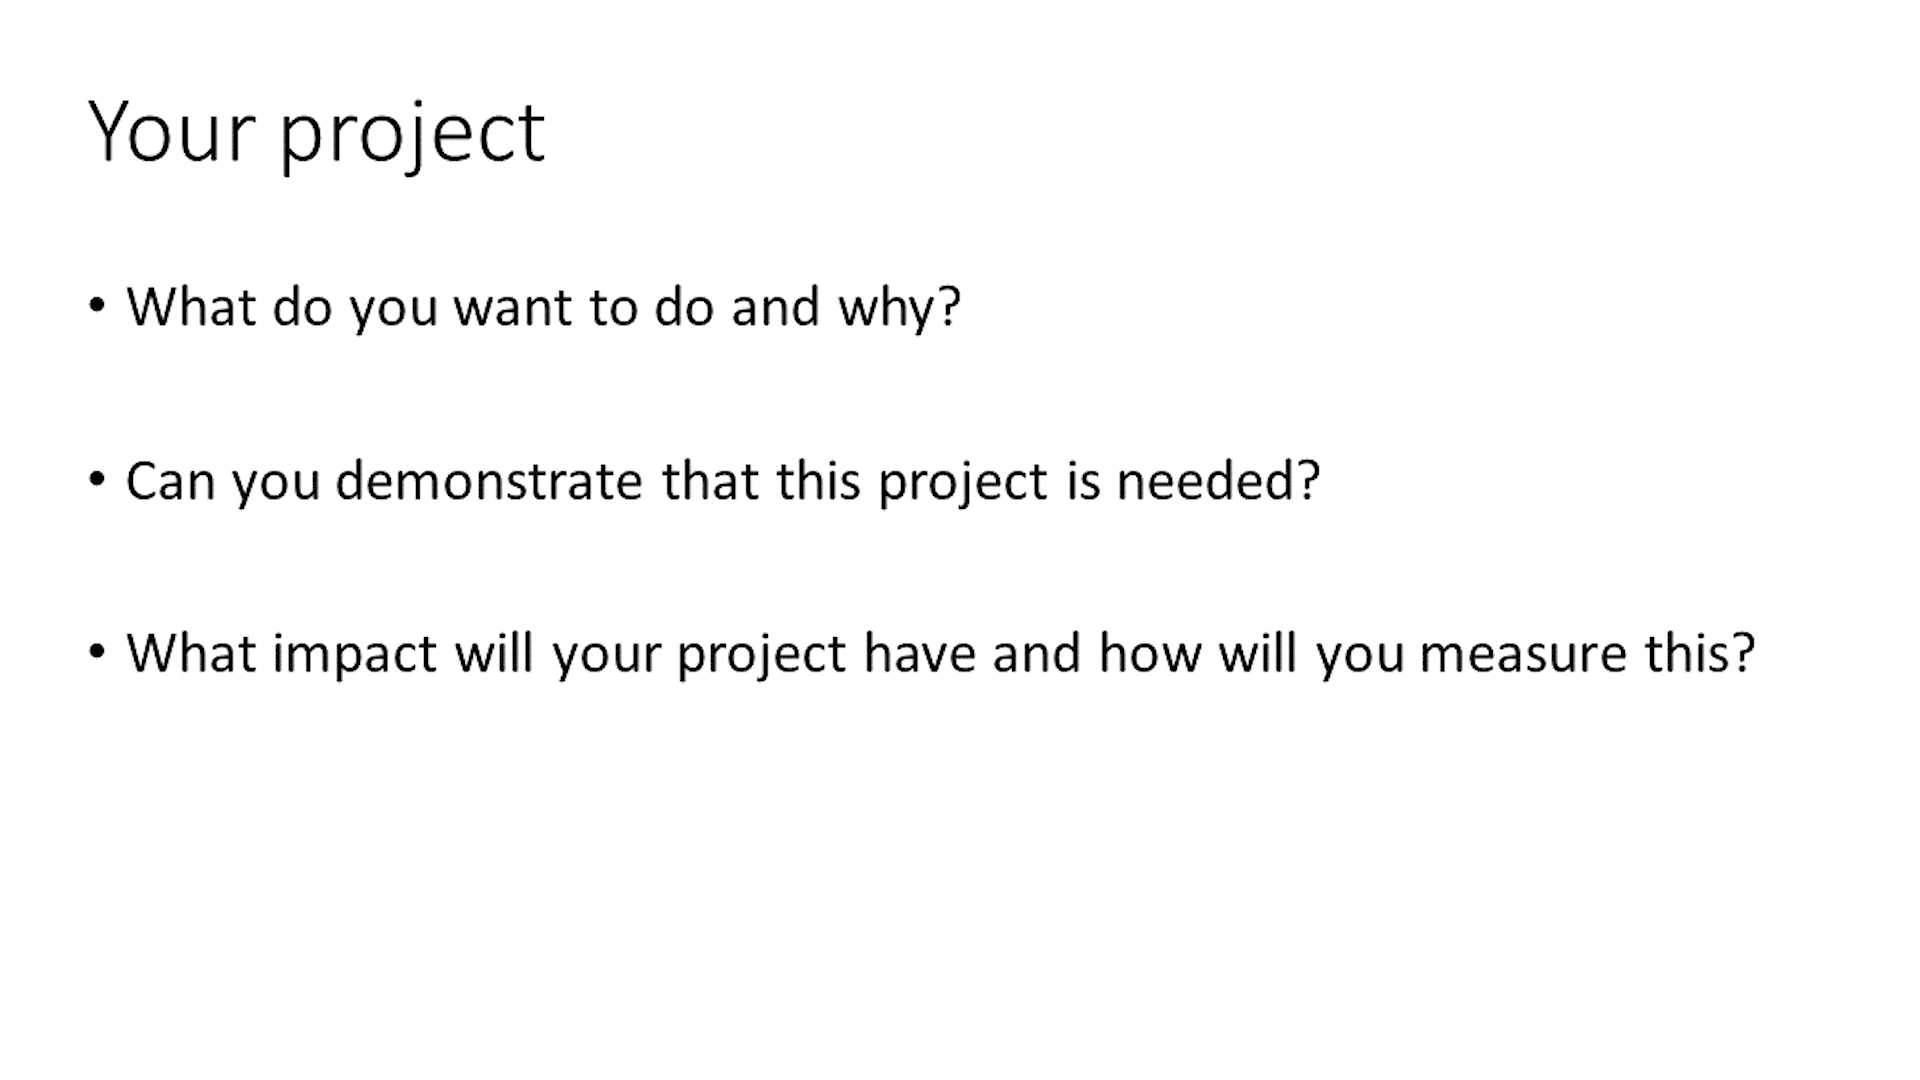 Your project
• What do you want to do and why?
• Can you demonstrate that this project is needed?
• What impact will your project have and how will you measure this?